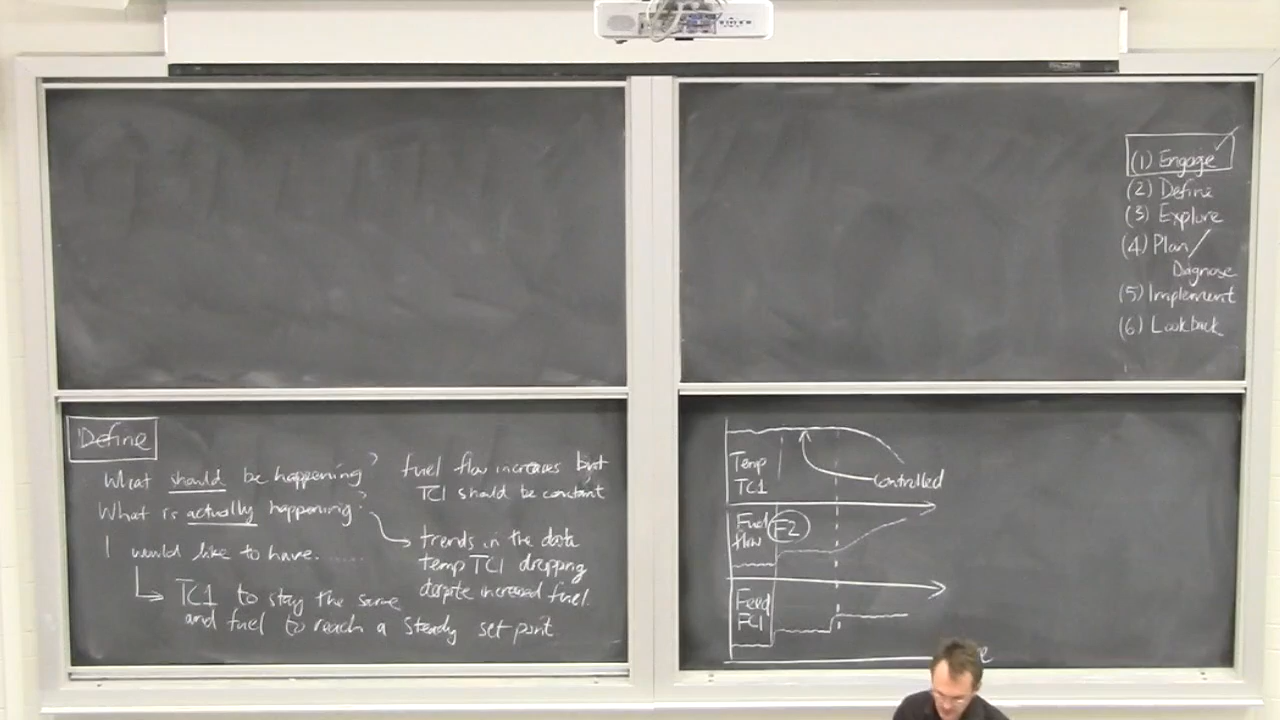 Define
What should be happening?
fuel flow increases but
TC1 should be constant
What is actually happening?
trends in the data
temp TC1 dropping
despite increased fuel.
I would like to have......
TC1 to stay the same
and fuel to reach a steady set point.
(1) Engage ✓
(2) Define
(3) Explore
(4) Plan/
Diagnose
(5) Implement
(6) Lookback
Temp
TC1
Controlled
Fuel
flow
F2
Feed
FC1